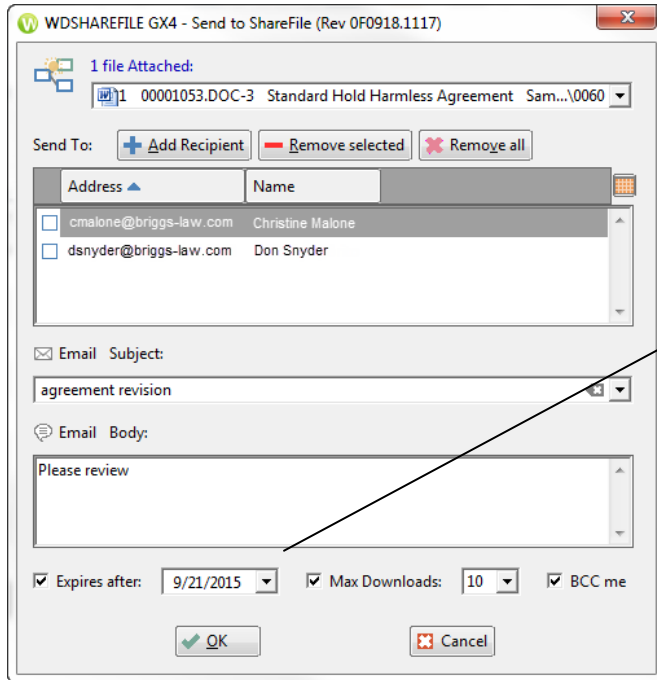 WDSHAREFILE GX4 - Send to ShareFile (Rev 0F0918.1117)
x
1 file Attached:
1 00001053.DOC-3 Standard Hold Harmless Agreement Sam...\0060
Send To: Add Recipient Remove selected Remove all
Address Name
cmalone@briggs-law.com Christine Malone
dsnyder@briggs-law.com Don Snyder
Email Subject:
agreement revision
Email Body:
Please review
Expires after: 9/21/2015 Max Downloads: 10 BCC me
OK Cancel